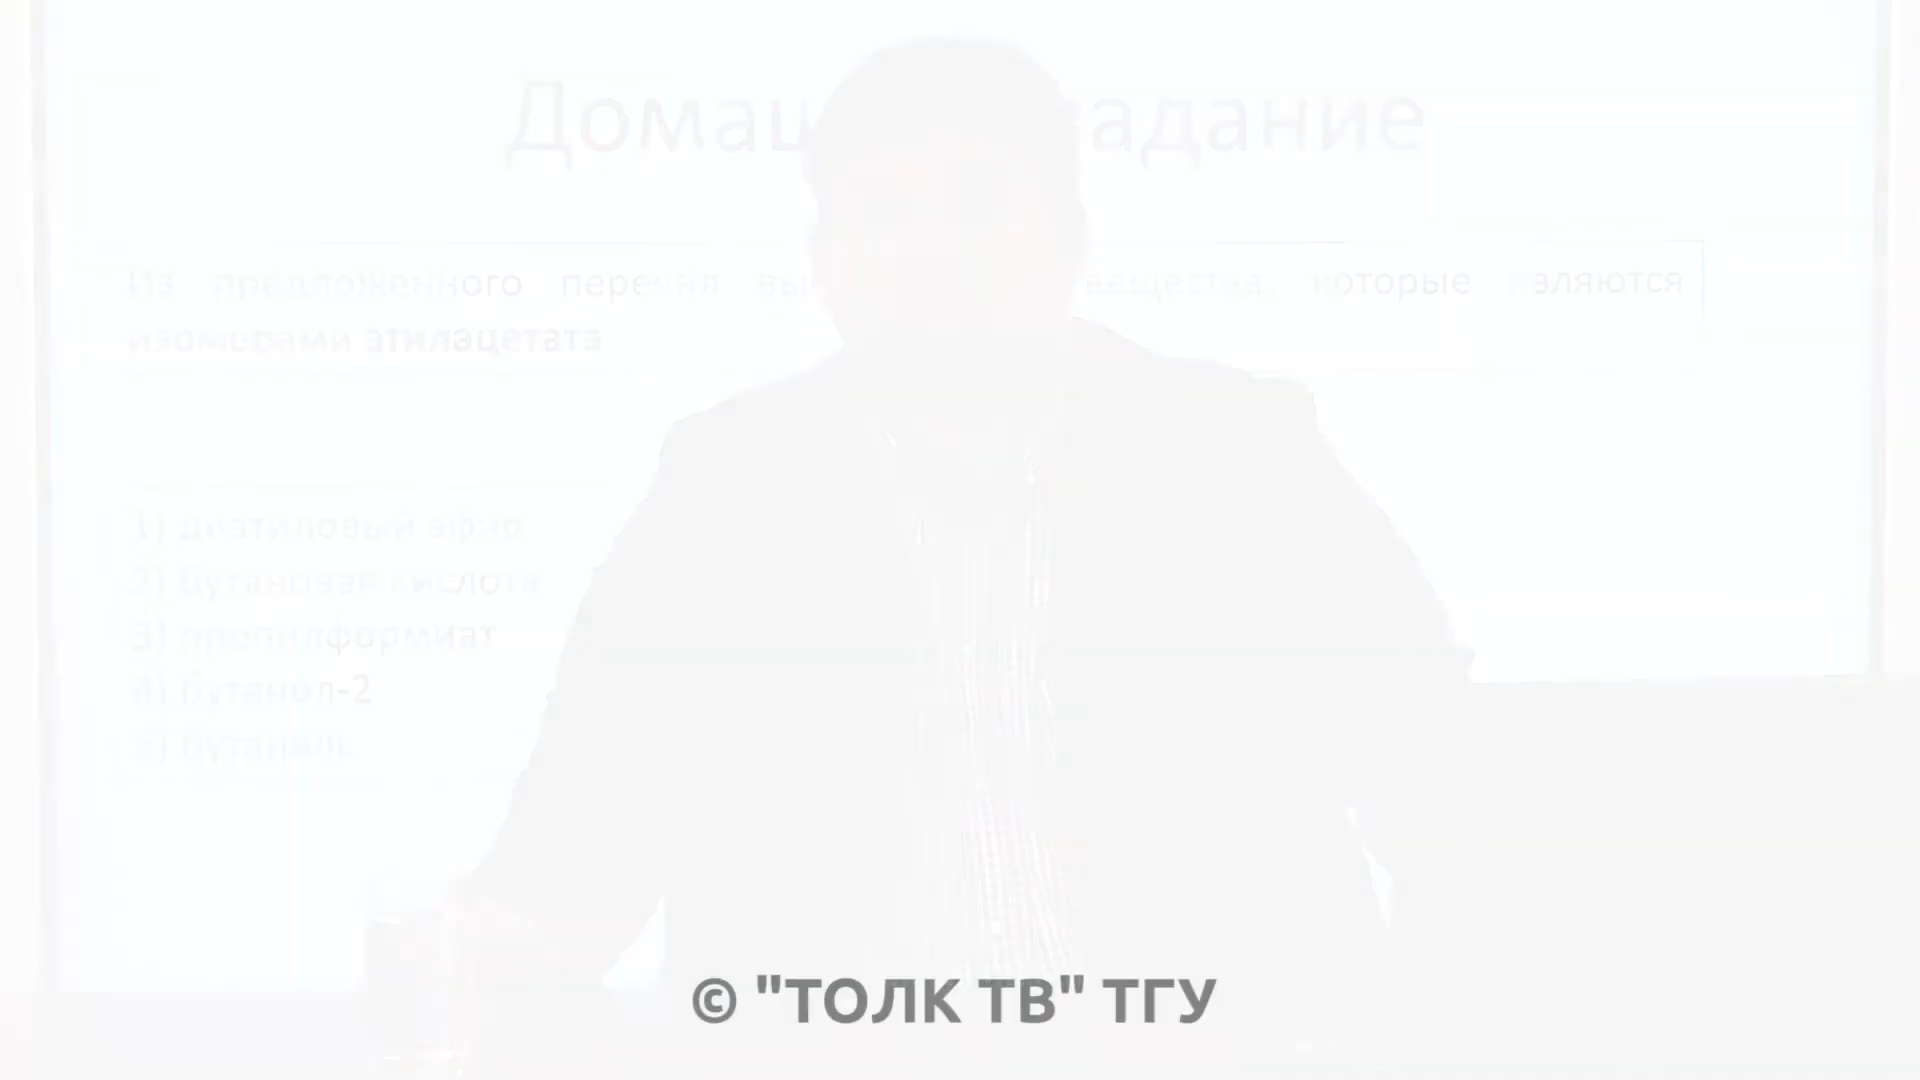 Домаш адание
Из предложенного перечня вы вещества, которые являются
изомерами этилацетата
1) диэтиловый эфир
2) бутановая кислота
3) пропилформиат
4) бутанол-2
5) бутаналь
© "ТОЛК ТВ" ТГУ